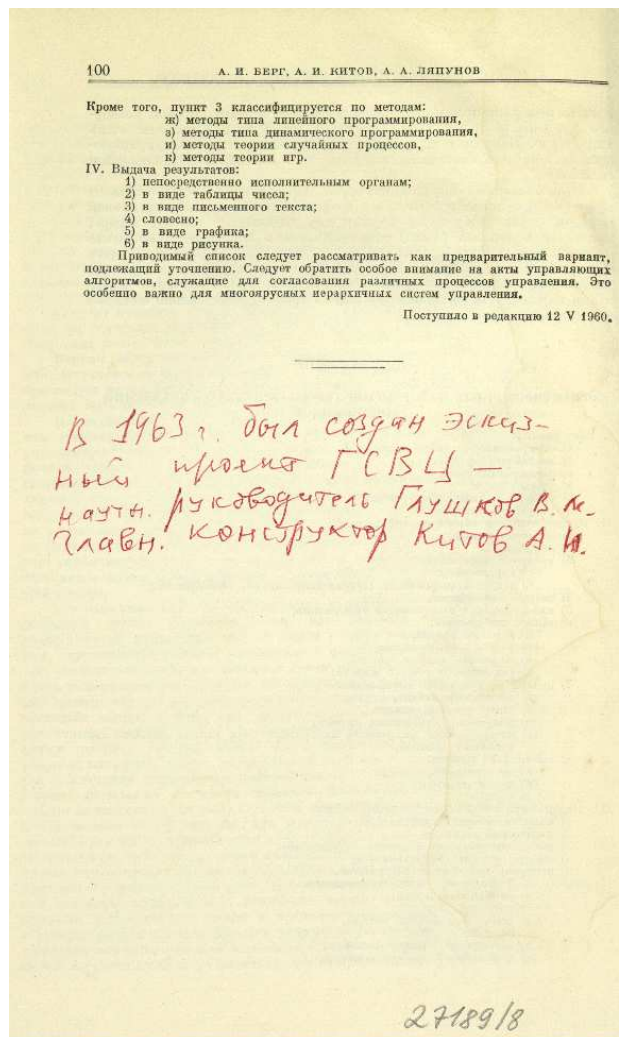 100 А. И. БЕРГ, А. И. КИТОВ, А. А. ЛЯПУНОВ
Кроме того, пункт 3 классифицируется по методам:
ж) методы типа линейного программирования,
з) методы типа динамического программирования,
и) методы теории случайных процессов,
к) методы теории игр.
IV. Выдача результатов:
1) непосредственно исполнительным органам;
2) в виде таблицы чисел;
3) в виде письменного текста;
4) словесно;
5) в виде графика;
6) в виде рисунка.
Приводимый список следует рассматривать как предварительный вариант,
подлежащий уточнению. Следует обратить особое внимание на акты управляющих
алгоритмов, служащие для согласования различных процессов управления. Это
особенно важно для многоярусных иерархичных систем управления.
Поступило в редакцию 12 V 1960.
В 1963 г. был создан эскиз-
ный проект ГСВЦ —
научн. руководитель Глушков В. М.
Главн. конструктор Китов А. И.
27189/8